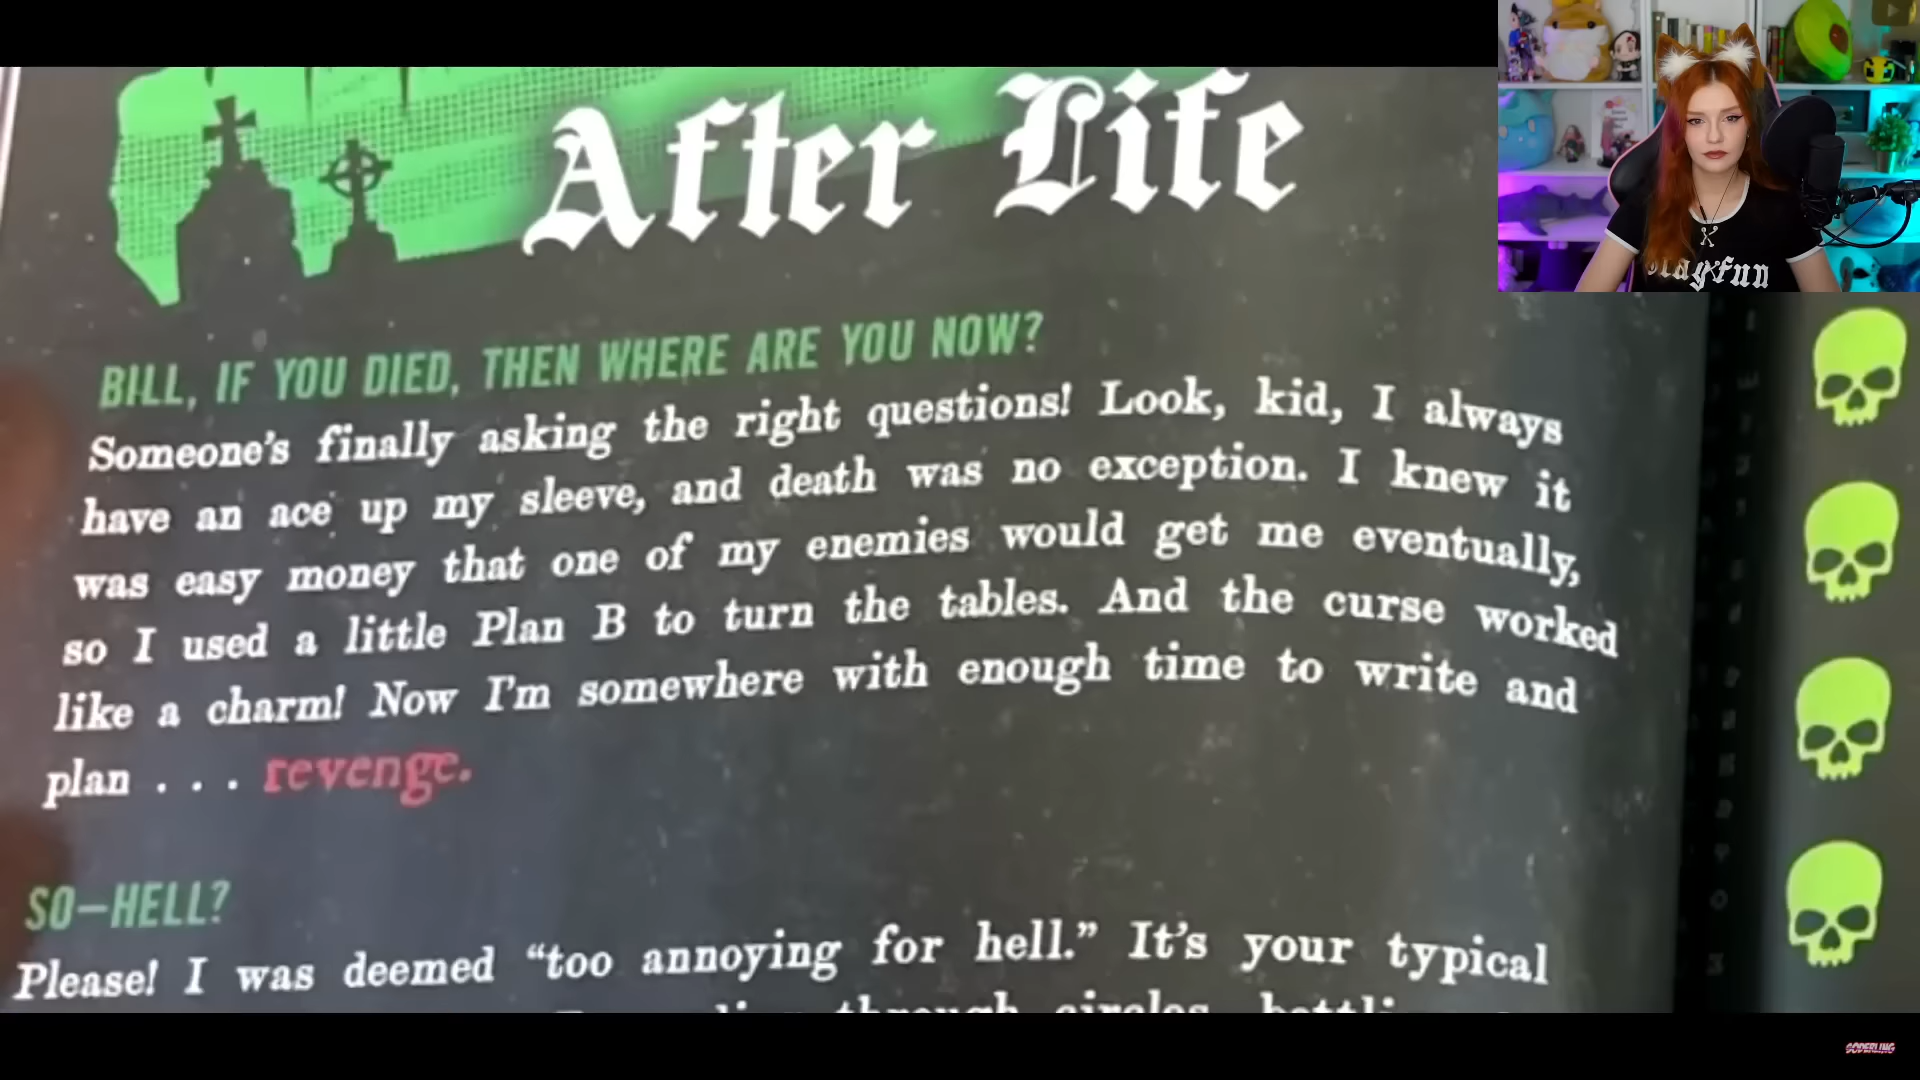 After Life
BILL, IF YOU DIED, THEN WHERE ARE YOU NOW?
Someone's finally asking the right questions! Look, kid, I always
have an ace up my sleeve, and death was no exception. I knew it
was easy money that one of my enemies would get me eventually,
so I used a little Plan B to turn the tables. And the curse worked
like a charm! Now I'm somewhere with enough time to write and
plan . . . revenge.
SO–HELL?
Please! I was deemed “too annoying for hell.” It's your typical
through circles, battli
SODERLING